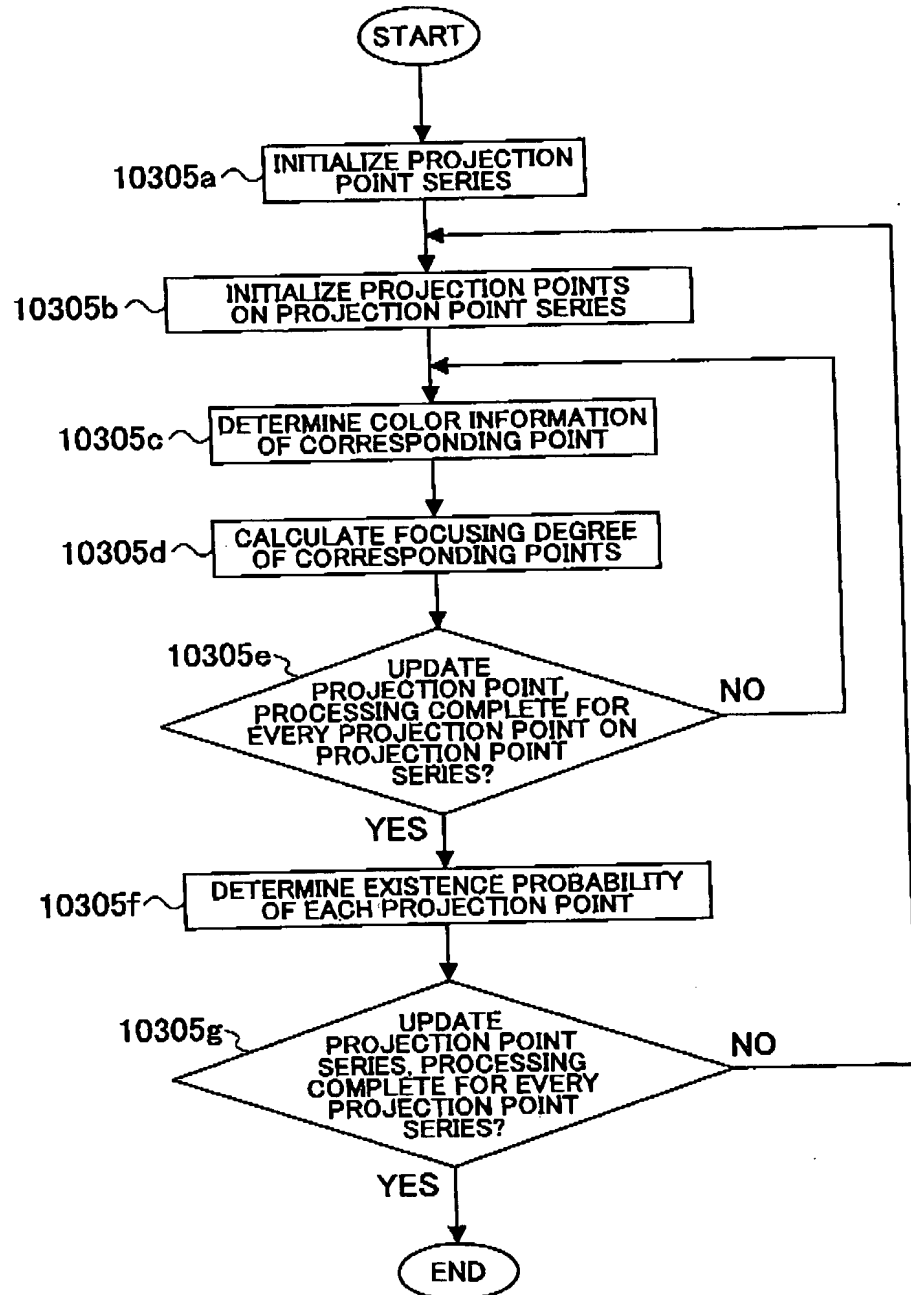 START
10305a
INITIALIZE PROJECTION
POINT SERIES
10305b
INITIALIZE PROJECTION POINTS
ON PROJECTION POINT SERIES
10305c
DETERMINE COLOR INFORMATION
OF CORRESPONDING POINT
10305d
CALCULATE FOCUSING DEGREE
OF CORRESPONDING POINTS
10305e
UPDATE
PROJECTION POINT,
PROCESSING COMPLETE FOR
EVERY PROJECTION POINT ON
PROJECTION POINT
SERIES?
NO
YES
10305f
DETERMINE EXISTENCE PROBABILITY
OF EACH PROJECTION POINT
10305g
UPDATE
PROJECTION POINT
SERIES, PROCESSING
COMPLETE FOR EVERY
PROJECTION POINT
SERIES?
NO
YES
END